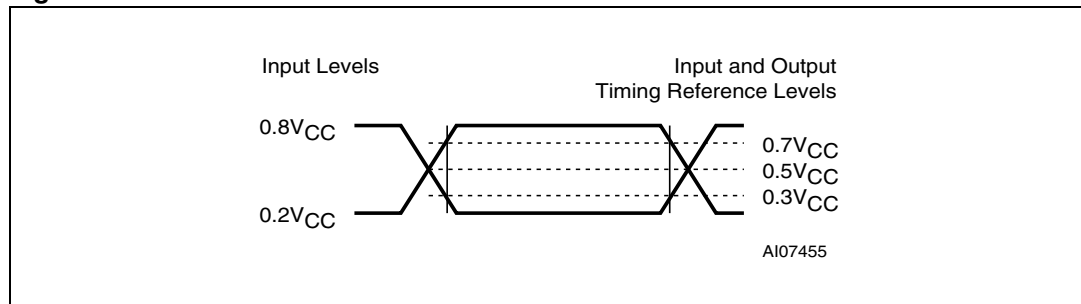 Input Levels
Input and Output
Timing Reference Levels
0.8VCC
0.7VCC
0.5VCC
0.3VCC
0.2VCC
AI07455